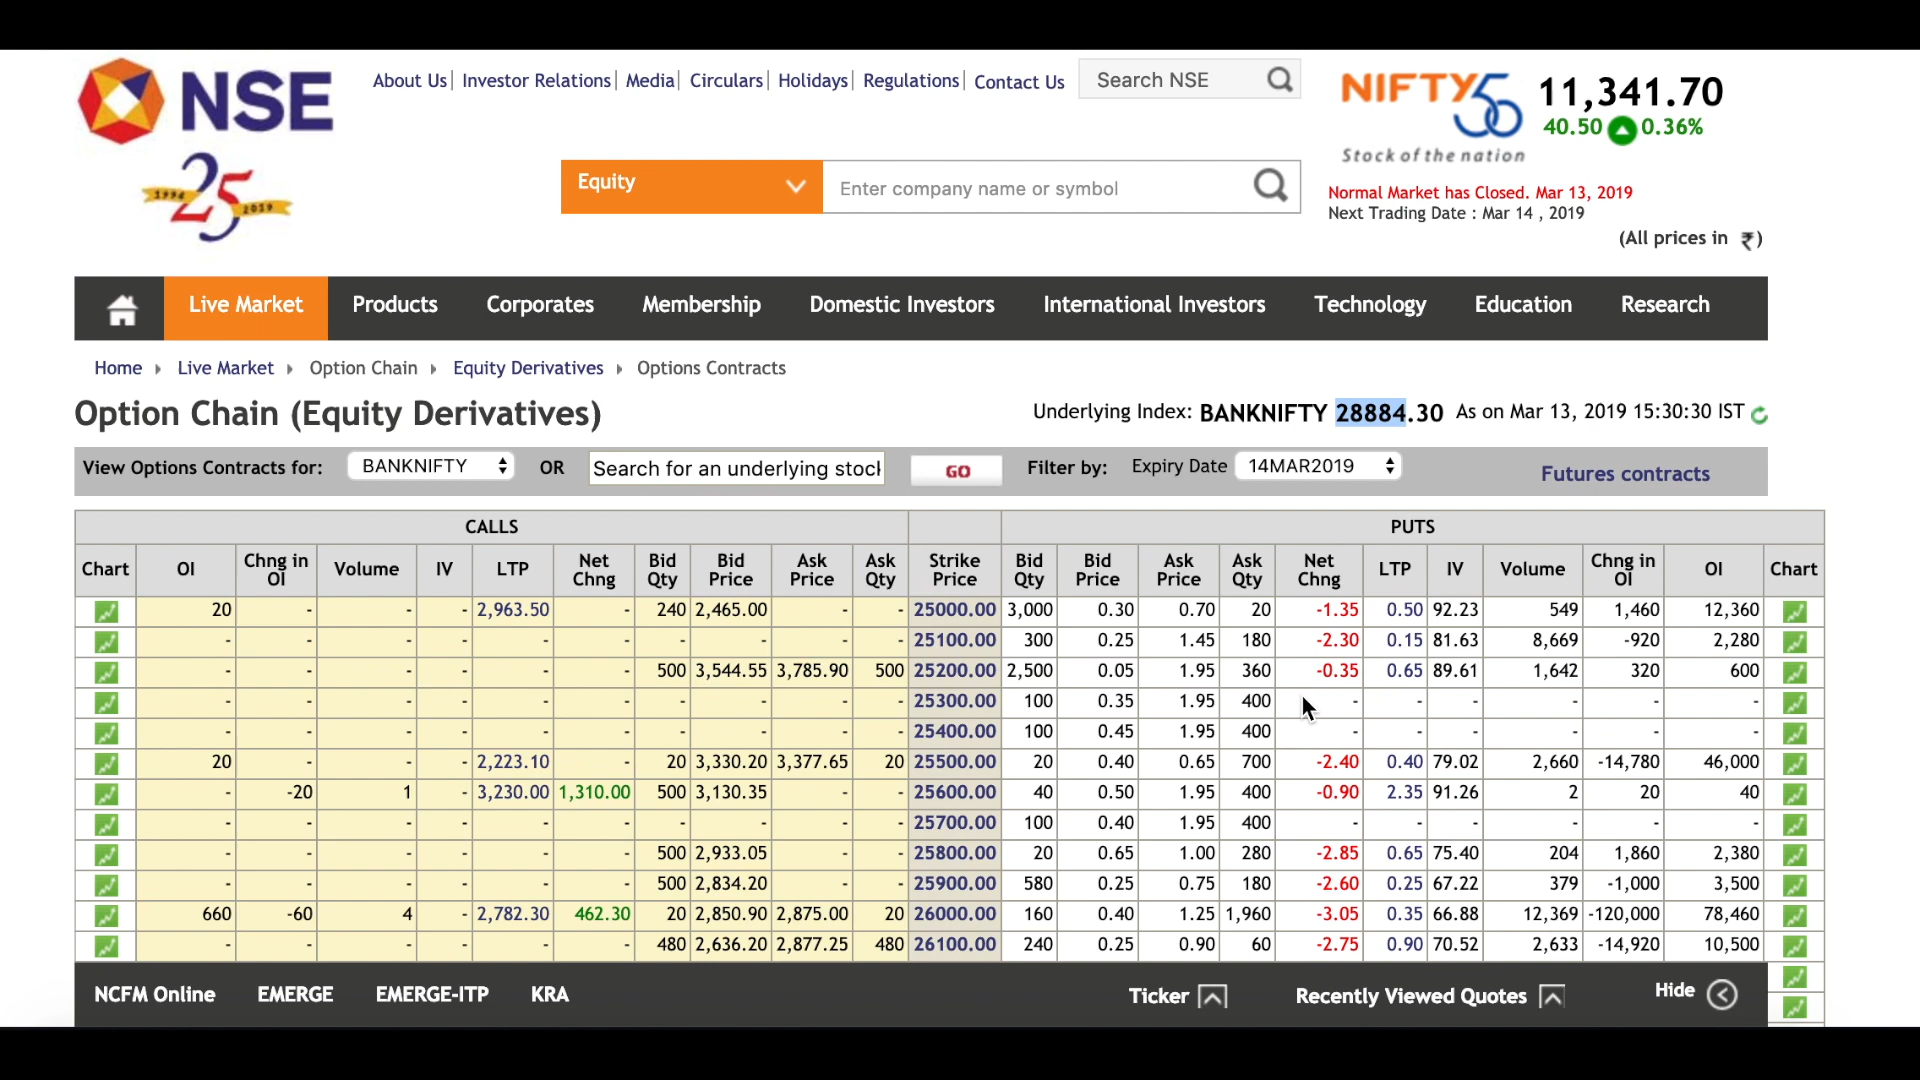 NSE
1994 25 2019
About Us | Investor Relations | Media | Circulars | Holidays | Regulations | Contact Us
Search NSE
NIFTY 50 11,341.70
40.50 0.36%
Stock of the nation
Equity Enter company name or symbol
Normal Market has Closed. Mar 13, 2019
Next Trading Date : Mar 14 , 2019
(All prices in ₹)
Live Market Products Corporates Membership Domestic Investors International Investors Technology Education Research
Home Live Market Option Chain Equity Derivatives Options Contracts
Option Chain (Equity Derivatives) Underlying Index: BANKNIFTY 28884.30 As on Mar 13, 2019 15:30:30 IST
View Options Contracts for: BANKNIFTY OR Search for an underlying stock GO Filter by: Expiry Date 14MAR2019 Futures contracts
CALLS PUTS
Chart OI Chng in OI Volume IV LTP Net Chng Bid Qty Bid Price Ask Price Ask Qty Strike Price Bid Qty Bid Price Ask Price Ask Qty Net Chng LTP IV Volume Chng in OI OI Chart
20 - - - 2,963.50 - 240 2,465.00 - - 25000.00 3,000 0.30 0.70 20 -1.35 0.50 92.23 549 1,460 12,360
- - - - - - - - - - 25100.00 300 0.25 1.45 180 -2.30 0.15 81.63 8,669 -920 2,280
- - - - - - 500 3,544.55 3,785.90 500 25200.00 2,500 0.05 1.95 360 -0.35 0.65 89.61 1,642 320 600
- - - - - - - - - - 25300.00 100 0.35 1.95 400 - - - - - -
- - - - - - - - - - 25400.00 100 0.45 1.95 400 - - - - - -
20 - - - 2,223.10 - 20 3,330.20 3,377.65 20 25500.00 20 0.40 0.65 700 -2.40 0.40 79.02 2,660 -14,780 46,000
- -20 1 - 3,230.00 1,310.00 500 3,130.35 - - 25600.00 40 0.50 1.95 400 -0.90 2.35 91.26 2 20 40
- - - - - - - - - - 25700.00 100 0.40 1.95 400 - - - - - -
- - - - - - 500 2,933.05 - - 25800.00 20 0.65 1.00 280 -2.85 0.65 75.40 204 1,860 2,380
- - - - - - 500 2,834.20 - - 25900.00 580 0.25 0.75 180 -2.60 0.25 67.22 379 -1,000 3,500
660 -60 4 - 2,782.30 462.30 20 2,850.90 2,875.00 20 26000.00 160 0.40 1.25 1,960 -3.05 0.35 66.88 12,369 -120,000 78,460
- - - - - - 480 2,636.20 2,877.25 480 26100.00 240 0.25 0.90 60 -2.75 0.90 70.52 2,633 -14,920 10,500
NCFM Online EMERGE EMERGE-ITP KRA Ticker Recently Viewed Quotes Hide